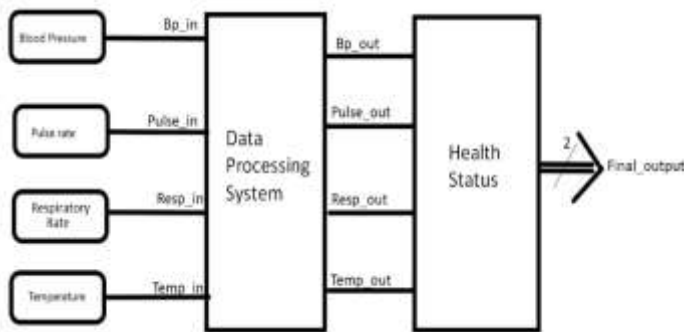 Blood Pressure
Bp_in
Bp_out
Pulse rate
Pulse_in
Pulse_out
Data
Processing
System
Health
Status
2
Final_output
Respiratory
Rate
Resp_in
Resp_out
Temperature
Temp_in
Temp_out